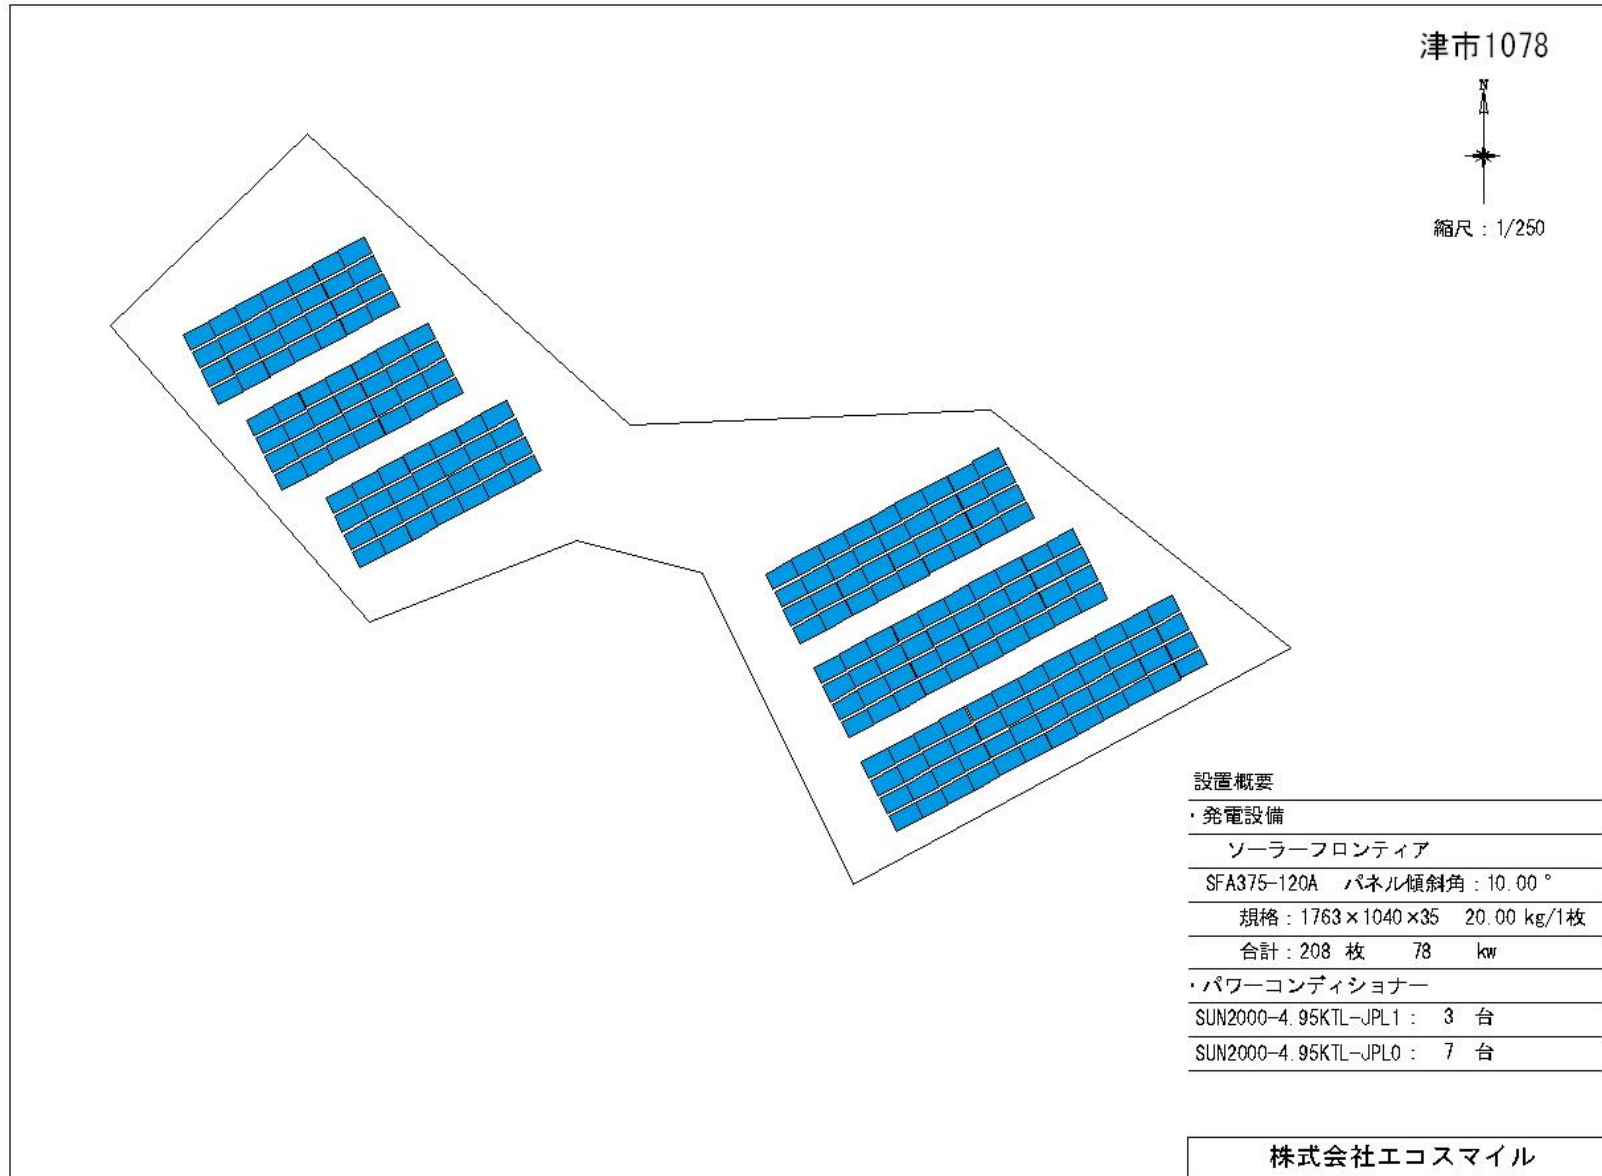 津市1078
N
縮尺：1/250
設置概要
・発電設備
ソーラーフロンティア
SFA375-120A パネル傾斜角：10.00°
規格：1763×1040×35 20.00 kg/1枚
合計：208 枚 78 kw
・パワーコンディショナー
SUN2000-4.95KTL-JPL1： 3 台
SUN2000-4.95KTL-JPL0： 7 台
株式会社エコスマイル